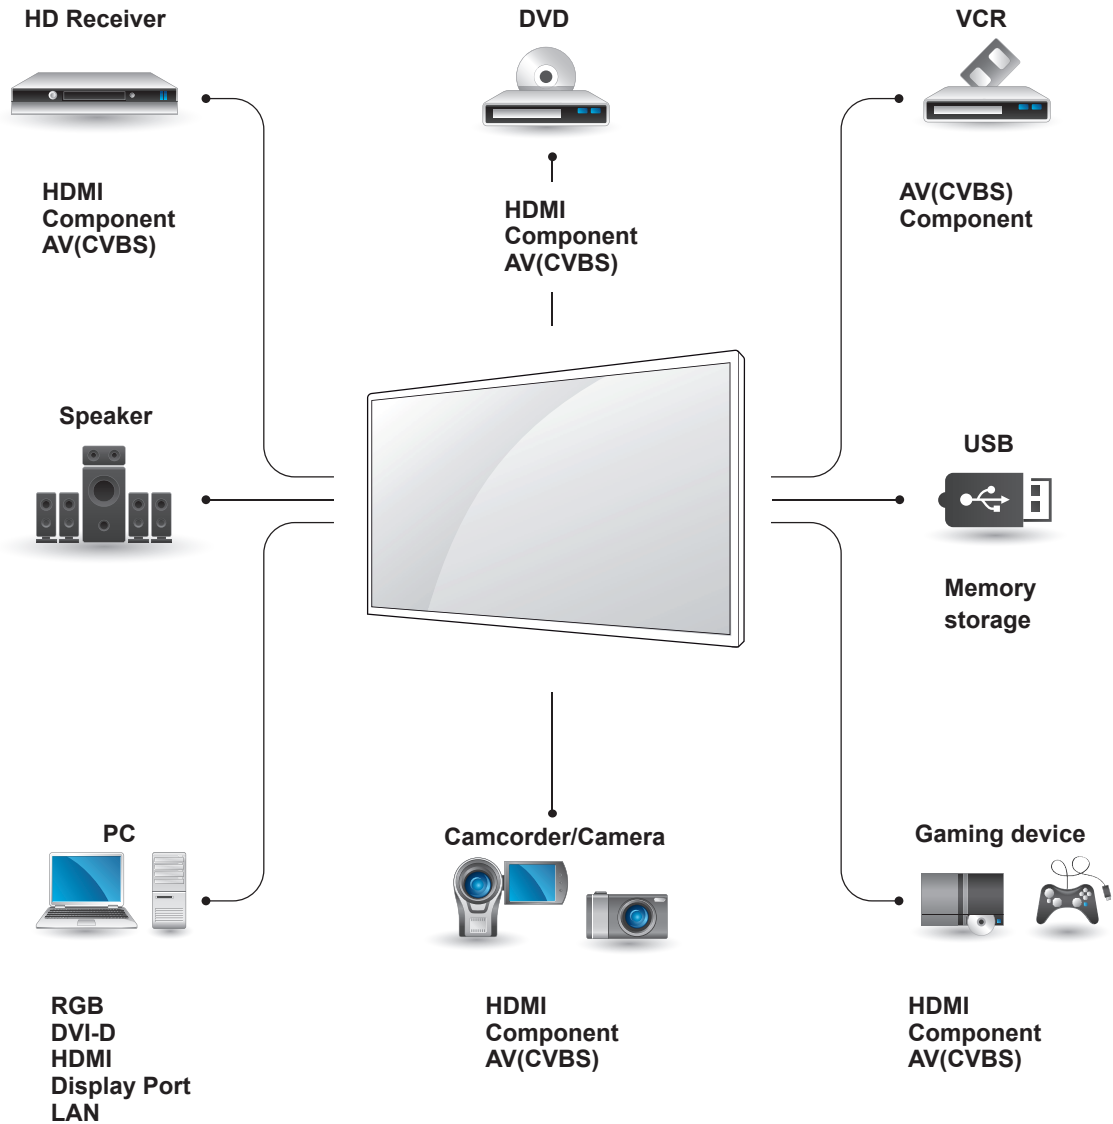 HD Receiver
HDMI
Component
AV(CVBS)
DVD
HDMI
Component
AV(CVBS)
VCR
AV(CVBS)
Component
Speaker
USB
Memory
storage
PC
RGB
DVI-D
HDMI
Display Port
LAN
Camcorder/Camera
HDMI
Component
AV(CVBS)
Gaming device
HDMI
Component
AV(CVBS)